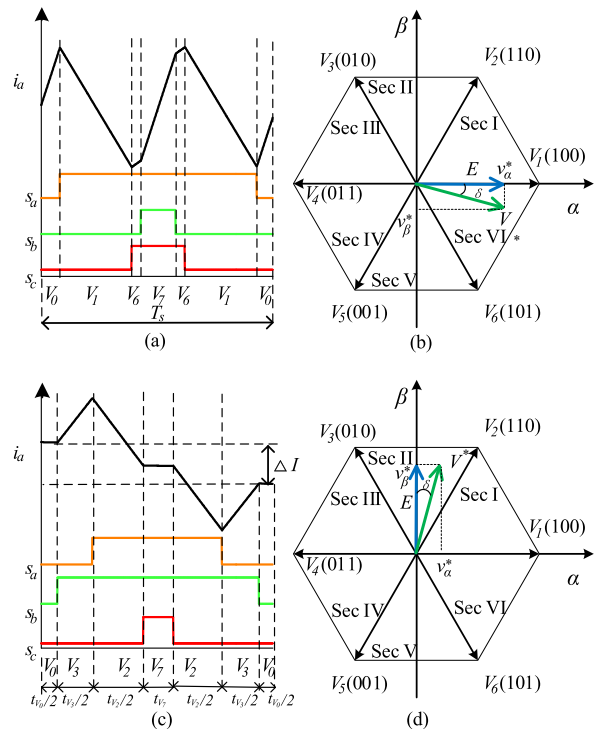 i_a
s_a
s_b
s_c
V_0 V_1 V_6 V_7 V_6 V_1 V_0
T_s
(a)
β
V_3(010) V_2(110)
Sec II
Sec III Sec I
V_1(100)
E v_α^*
δ
V_4(011) α
v_β^* V
Sec IV Sec VI *
Sec V
V_5(001) V_6(101)
(b)
i_a
Δ I
s_a
s_b
s_c
V_0 V_3 V_2 V_7 V_2 V_3 V_0
t_{V_0}/2 t_{V_3}/2 t_{V_2}/2 t_{V_7} t_{V_2}/2 t_{V_3}/2 t_{V_0}/2
(c)
β
V_3(010) V_2(110)
Sec II
v_β^* V^*
δ
Sec III E Sec I
V_1(100)
V_4(011) v_α^* α
Sec IV Sec VI
Sec V
V_5(001) V_6(101)
(d)